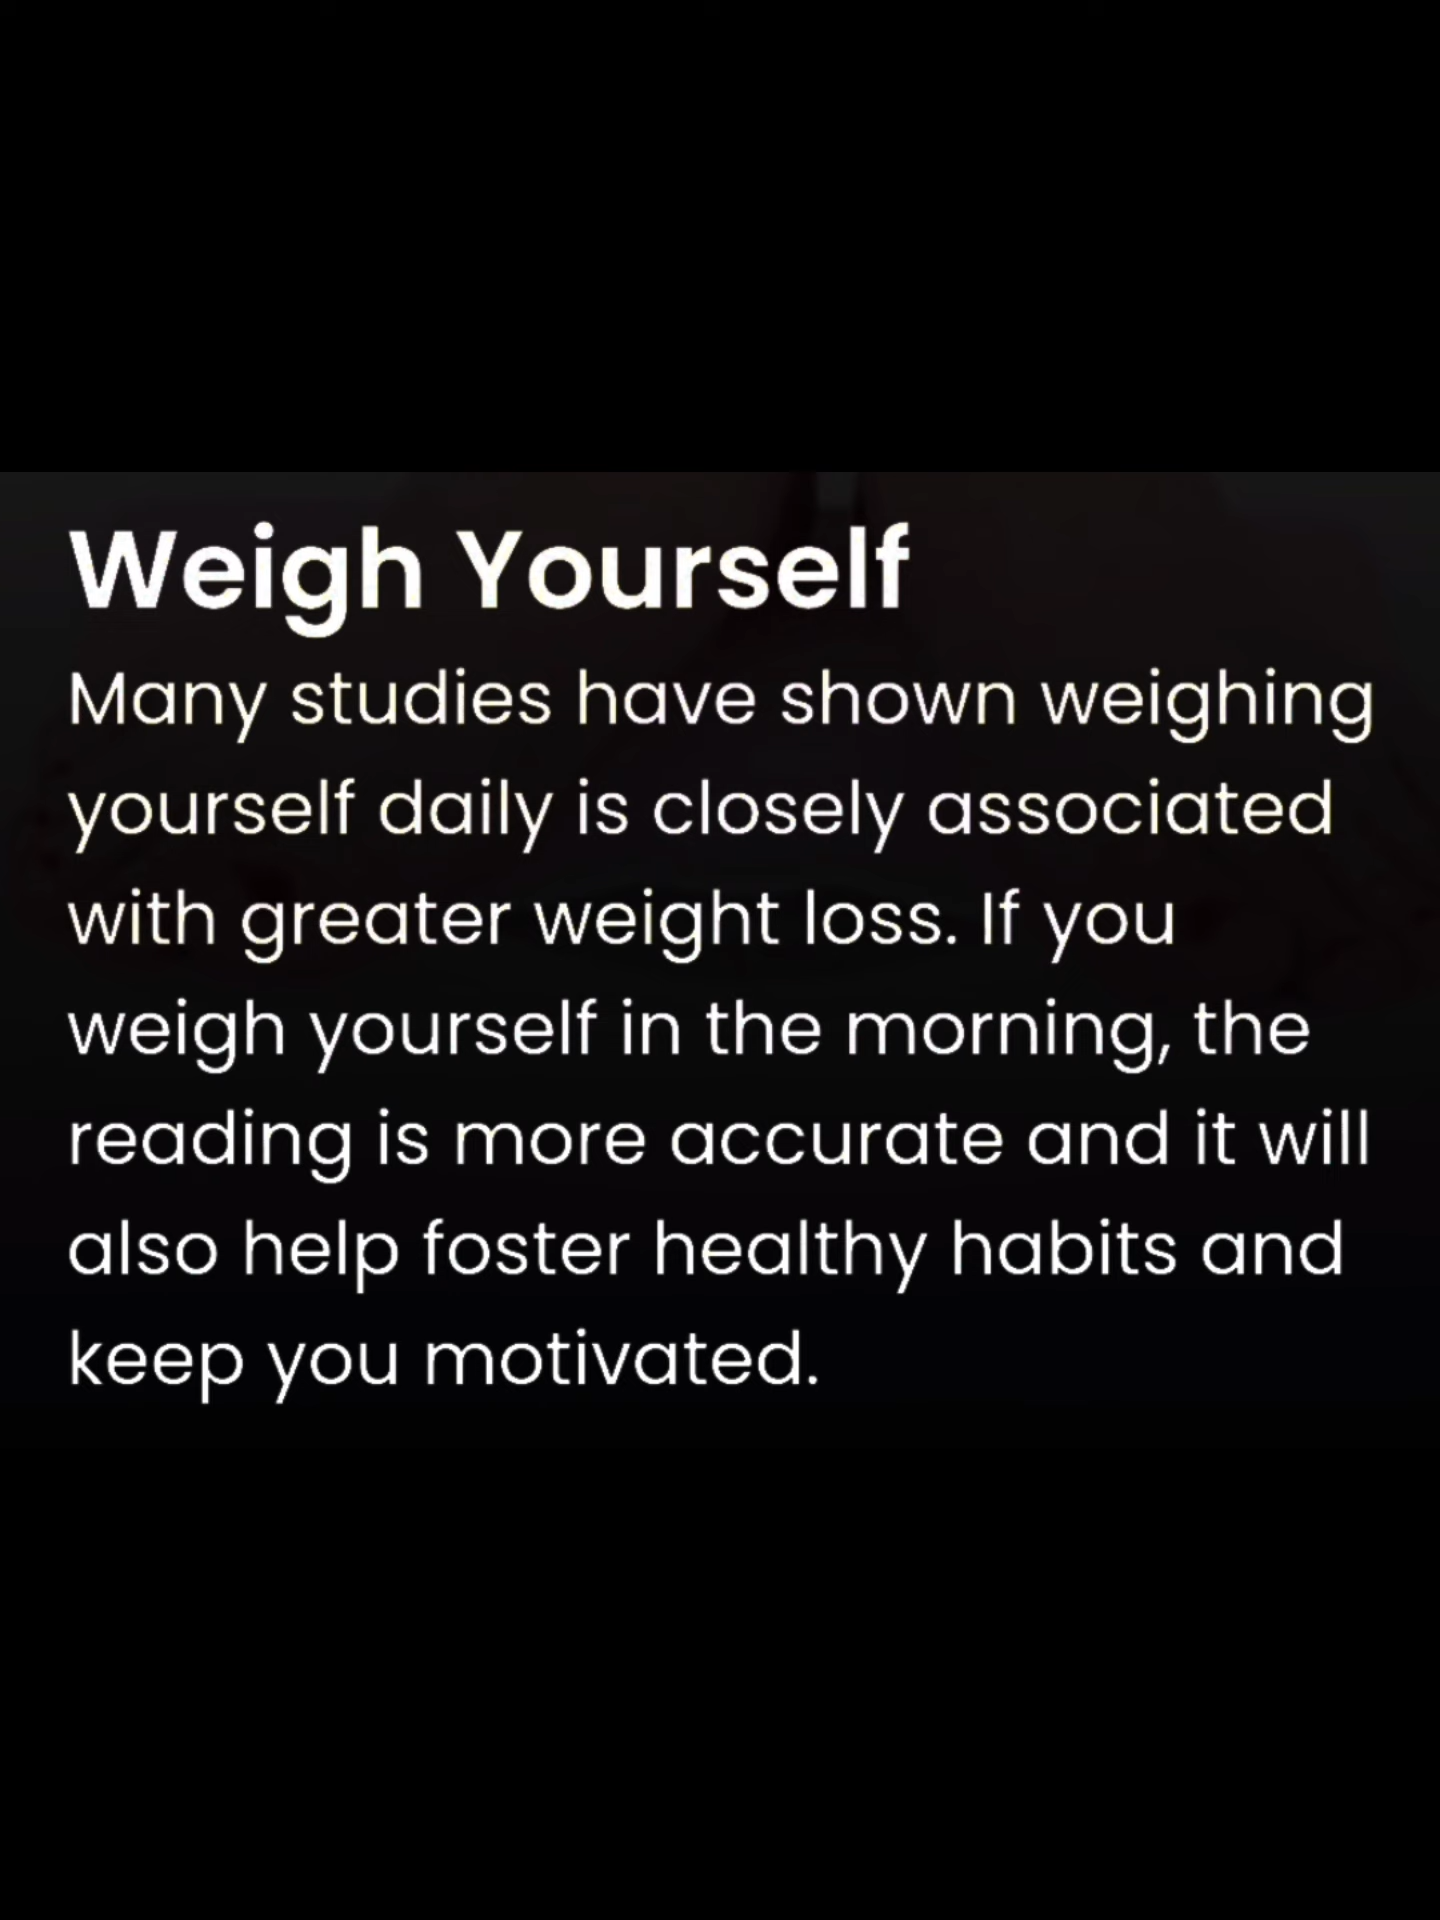 Weigh Yourself
Many studies have shown weighing
yourself daily is closely associated
with greater weight loss. If you
weigh yourself in the morning, the
reading is more accurate and it will
also help foster healthy habits and
keep you motivated.